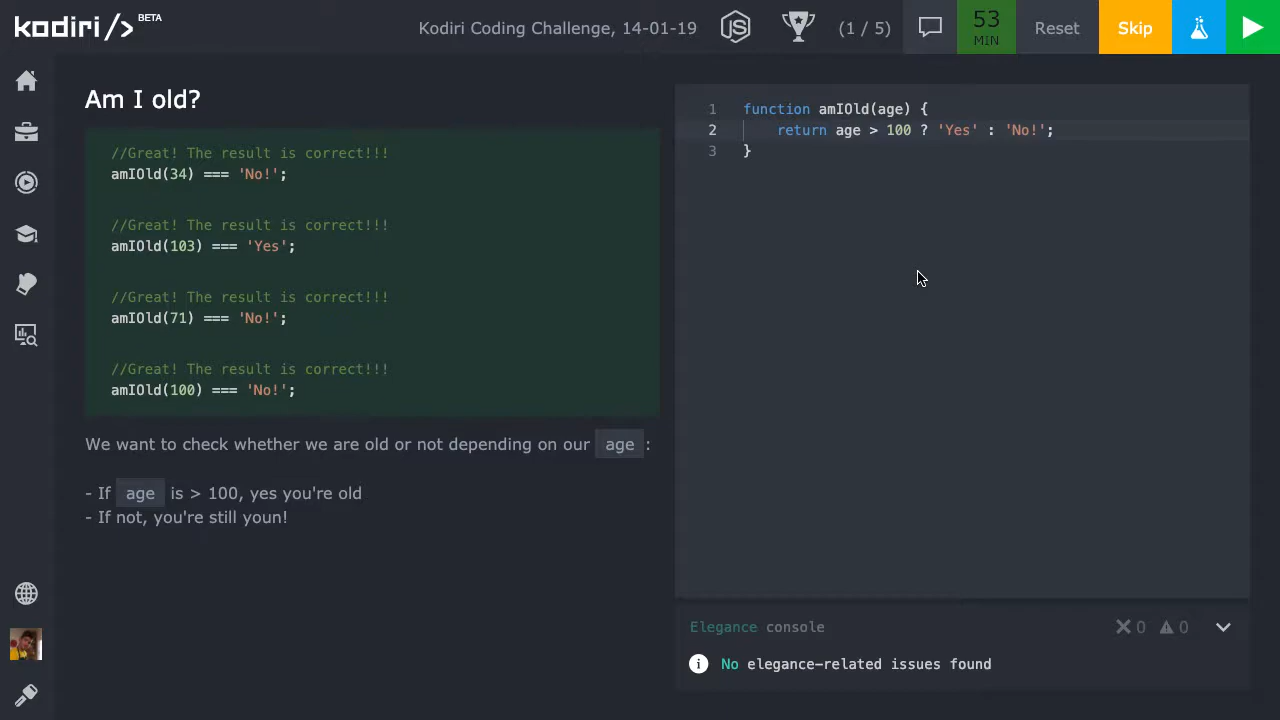 kodiri/> BETA
Kodiri Coding Challenge, 14-01-19
JS
(1 / 5)
53
MIN
Reset
Skip
Am I old?
//Great! The result is correct!!!
amIOld(34) === 'No!';
//Great! The result is correct!!!
amIOld(103) === 'Yes';
//Great! The result is correct!!!
amIOld(71) === 'No!';
//Great! The result is correct!!!
amIOld(100) === 'No!';
We want to check whether we are old or not depending on our age :
- If age is > 100, yes you're old
- If not, you're still youn!
1 function amIOld(age) {
2 return age > 100 ? 'Yes' : 'No!';
3 }
Elegance console
0 0
No elegance-related issues found